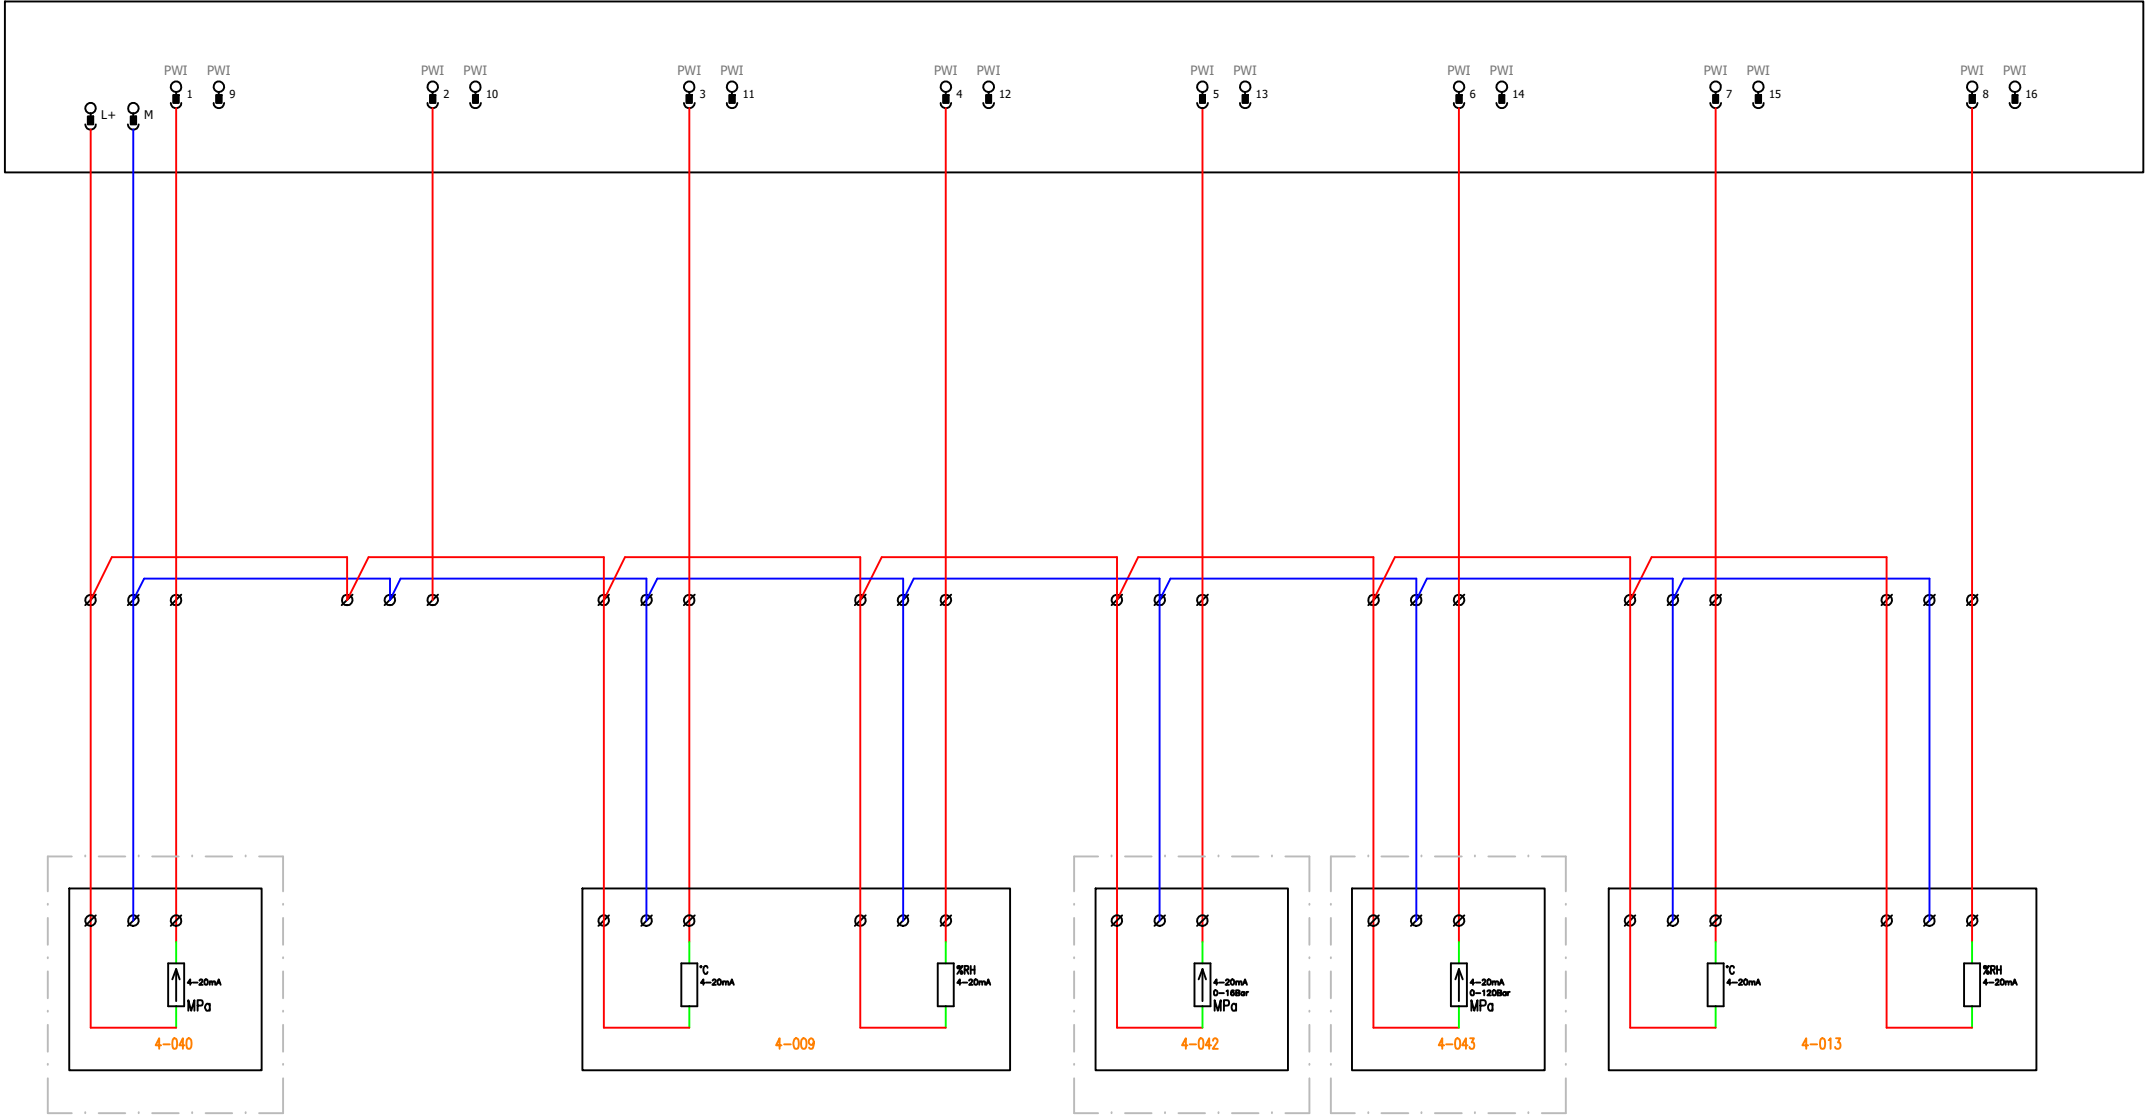 PWI PWI PWI PWI PWI PWI PWI PWI PWI PWI PWI PWI PWI PWI PWI PWI
1 9 2 10 3 11 4 12 5 13 6 14 7 15 8 16
L+ M
4-20mA
MPa
4-040
°C
4-20mA
%RH
4-20mA
4-009
4-20mA
0-16Bar
MPa
4-042
4-20mA
0-120Bar
MPa
4-043
°C
4-20mA
%RH
4-20mA
4-013